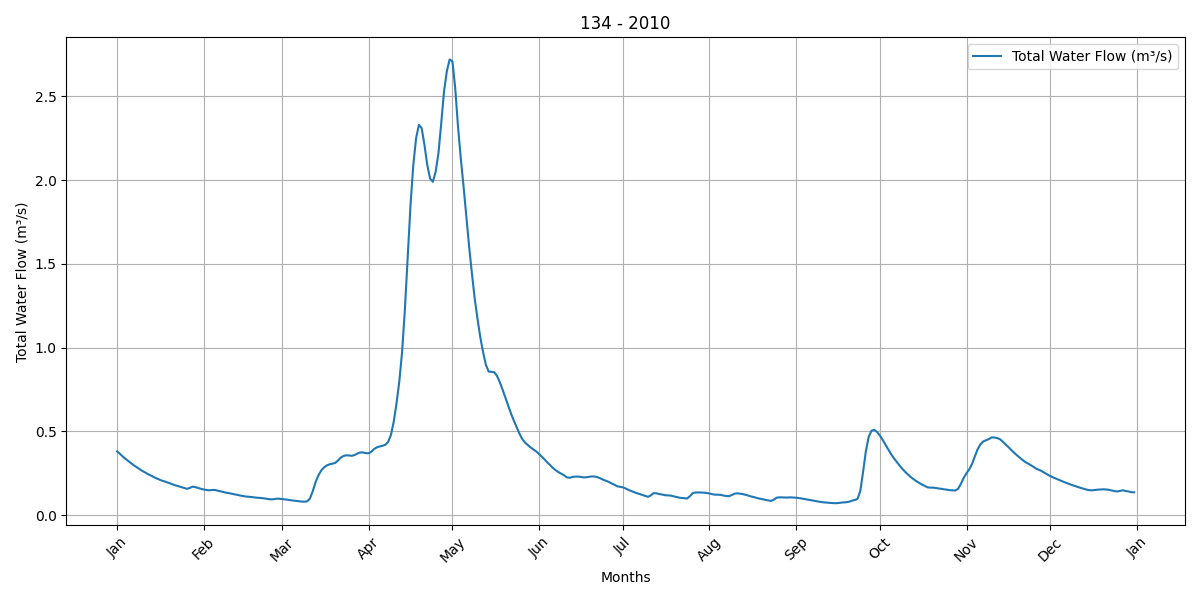 134 - 2010
Total Water Flow (m³/s)
Total Water Flow (m³/s)
2.5
2.0
1.5
1.0
0.5
0.0
Jan
Feb
Mar
Apr
May
Jun
Jul
Aug
Sep
Oct
Nov
Dec
Jan
Months